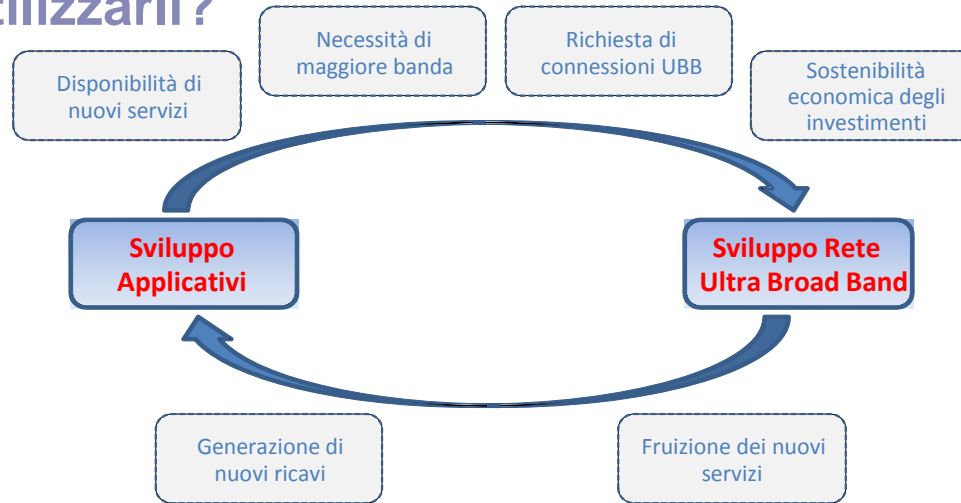 tilizzarli?
Necessità di
maggiore banda
Richiesta di
connessioni UBB
Disponibilità di
nuovi servizi
Sostenibilità
economica degli
investimenti
Sviluppo
Applicativi
Sviluppo Rete
Ultra Broad Band
Generazione di
nuovi ricavi
Fruizione dei nuovi
servizi